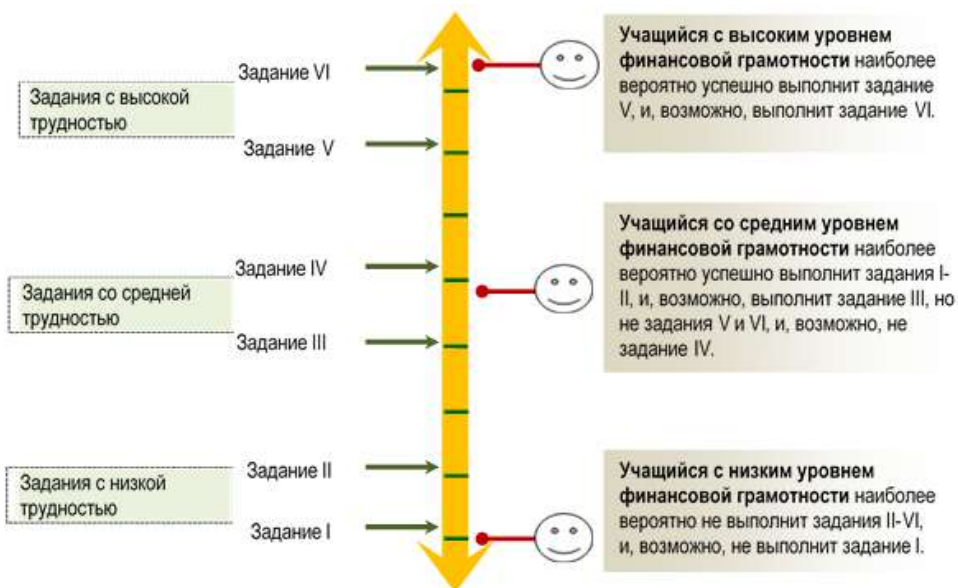 Задание VI
Задания с высокой
трудностью
Задание V
Учащийся с высоким уровнем
финансовой грамотности наиболее
вероятно успешно выполнит задание
V, и, возможно, выполнит задание VI.
Задание IV
Задания со средней
трудностью
Задание III
Учащийся со средним уровнем
финансовой грамотности наиболее
вероятно успешно выполнит задания I-
II, и, возможно, выполнит задание III, но
не задания V и VI, и, возможно, не
задание IV.
Задание II
Задания с низкой
трудностью
Задание I
Учащийся с низким уровнем
финансовой грамотности наиболее
вероятно не выполнит задания II-VI,
и, возможно, не выполнит задание I.